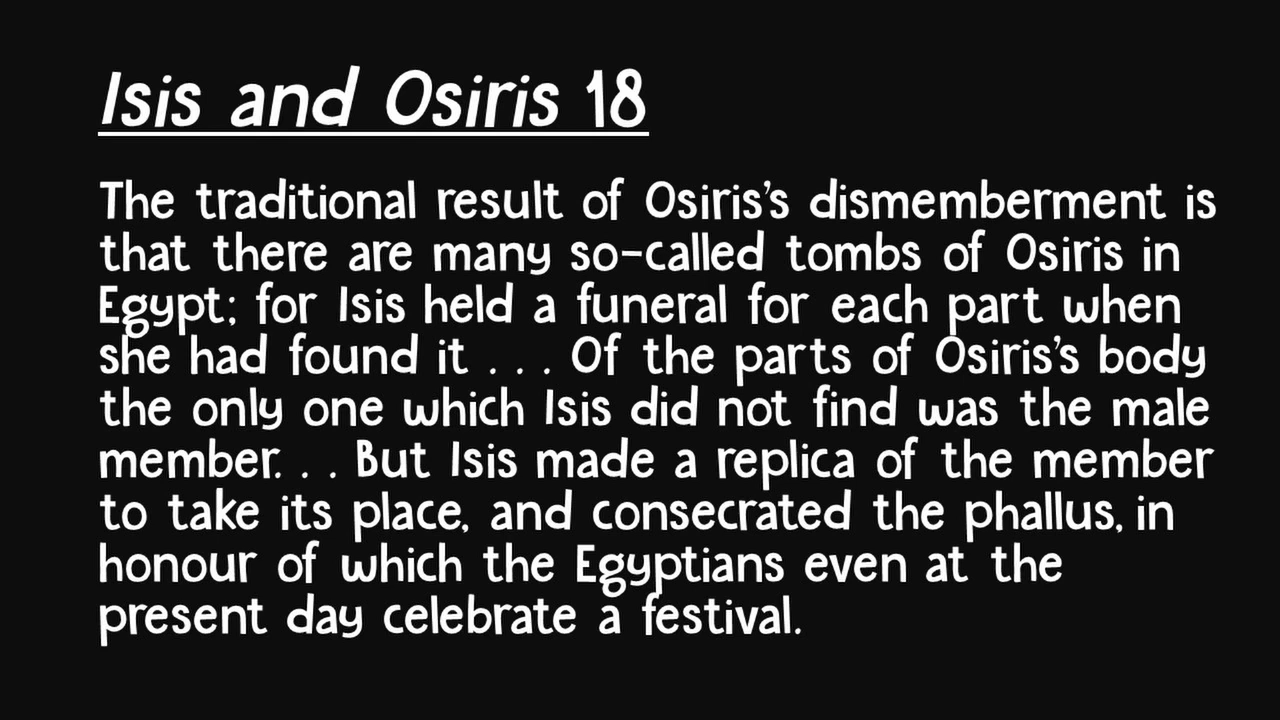 Isis and Osiris 18
The traditional result of Osiris's dismemberment is
that there are many so-called tombs of Osiris in
Egypt; for Isis held a funeral for each part when
she had found it . . . Of the parts of Osiris's body
the only one which Isis did not find was the male
member. . . But Isis made a replica of the member
to take its place, and consecrated the phallus, in
honour of which the Egyptians even at the
present day celebrate a festival.